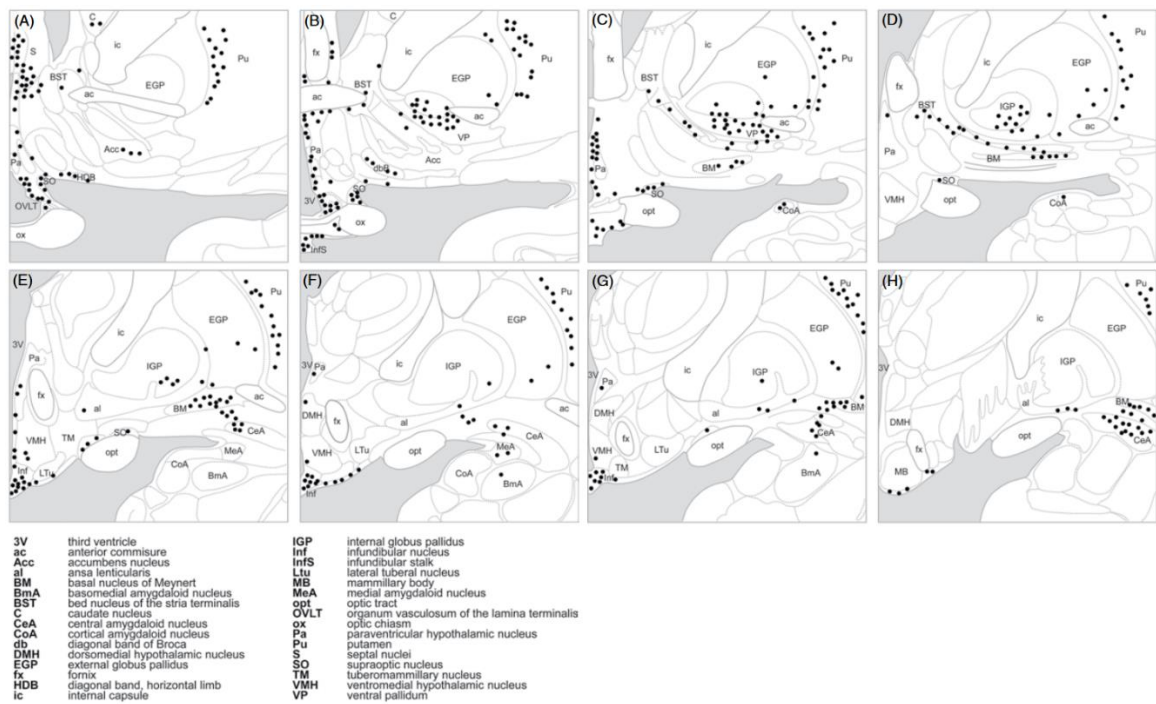 (A) C ic S Pu BST EGP ac Acc Pa SO HDB OVLT ox
(B) C fx ic Pu EGP BST ac ac VP Pa Acc dbB SO 3V ox InfS
(C) ic Pu fx EGP BST ac VP BM Pa SO opt CoA
(D) Pu ic EGP fx BST IGP ac Pa BM SO VMH opt CoA
(E) Pu EGP ic 3V Pa IGP fx ac al BM VMH TM SO CeA opt MeA Inf LTu CoA BmA
(F) Pu EGP ic IGP 3V Pa DMH al ac fx CeA VMH LTu opt MeA CoA BmA Inf
(G) Pu EGP ic IGP 3V Pa DMH al BM fx CeA VMH LTu opt TM Inf BmA
(H) Pu EGP ic 3V IGP al BM DMH opt CeA fx MB
3V third ventricle
ac anterior commisure
Acc accumbens nucleus
al ansa lenticularis
BM basal nucleus of Meynert
BmA basomedial amygdaloid nucleus
BST bed nucleus of the stria terminalis
C caudate nucleus
CeA central amygdaloid nucleus
CoA cortical amygdaloid nucleus
db diagonal band of Broca
DMH dorsomedial hypothalamic nucleus
EGP external globus pallidus
fx fornix
HDB diagonal band, horizontal limb
ic internal capsule
IGP internal globus pallidus
Inf infundibular nucleus
InfS infundibular stalk
Ltu lateral tuberal nucleus
MB mammillary body
MeA medial amygdaloid nucleus
opt optic tract
OVLT organum vasculosum of the lamina terminalis
ox optic chiasm
Pa paraventricular hypothalamic nucleus
Pu putamen
S septal nuclei
SO supraoptic nucleus
TM tuberomammillary nucleus
VMH ventromedial hypothalamic nucleus
VP ventral pallidum